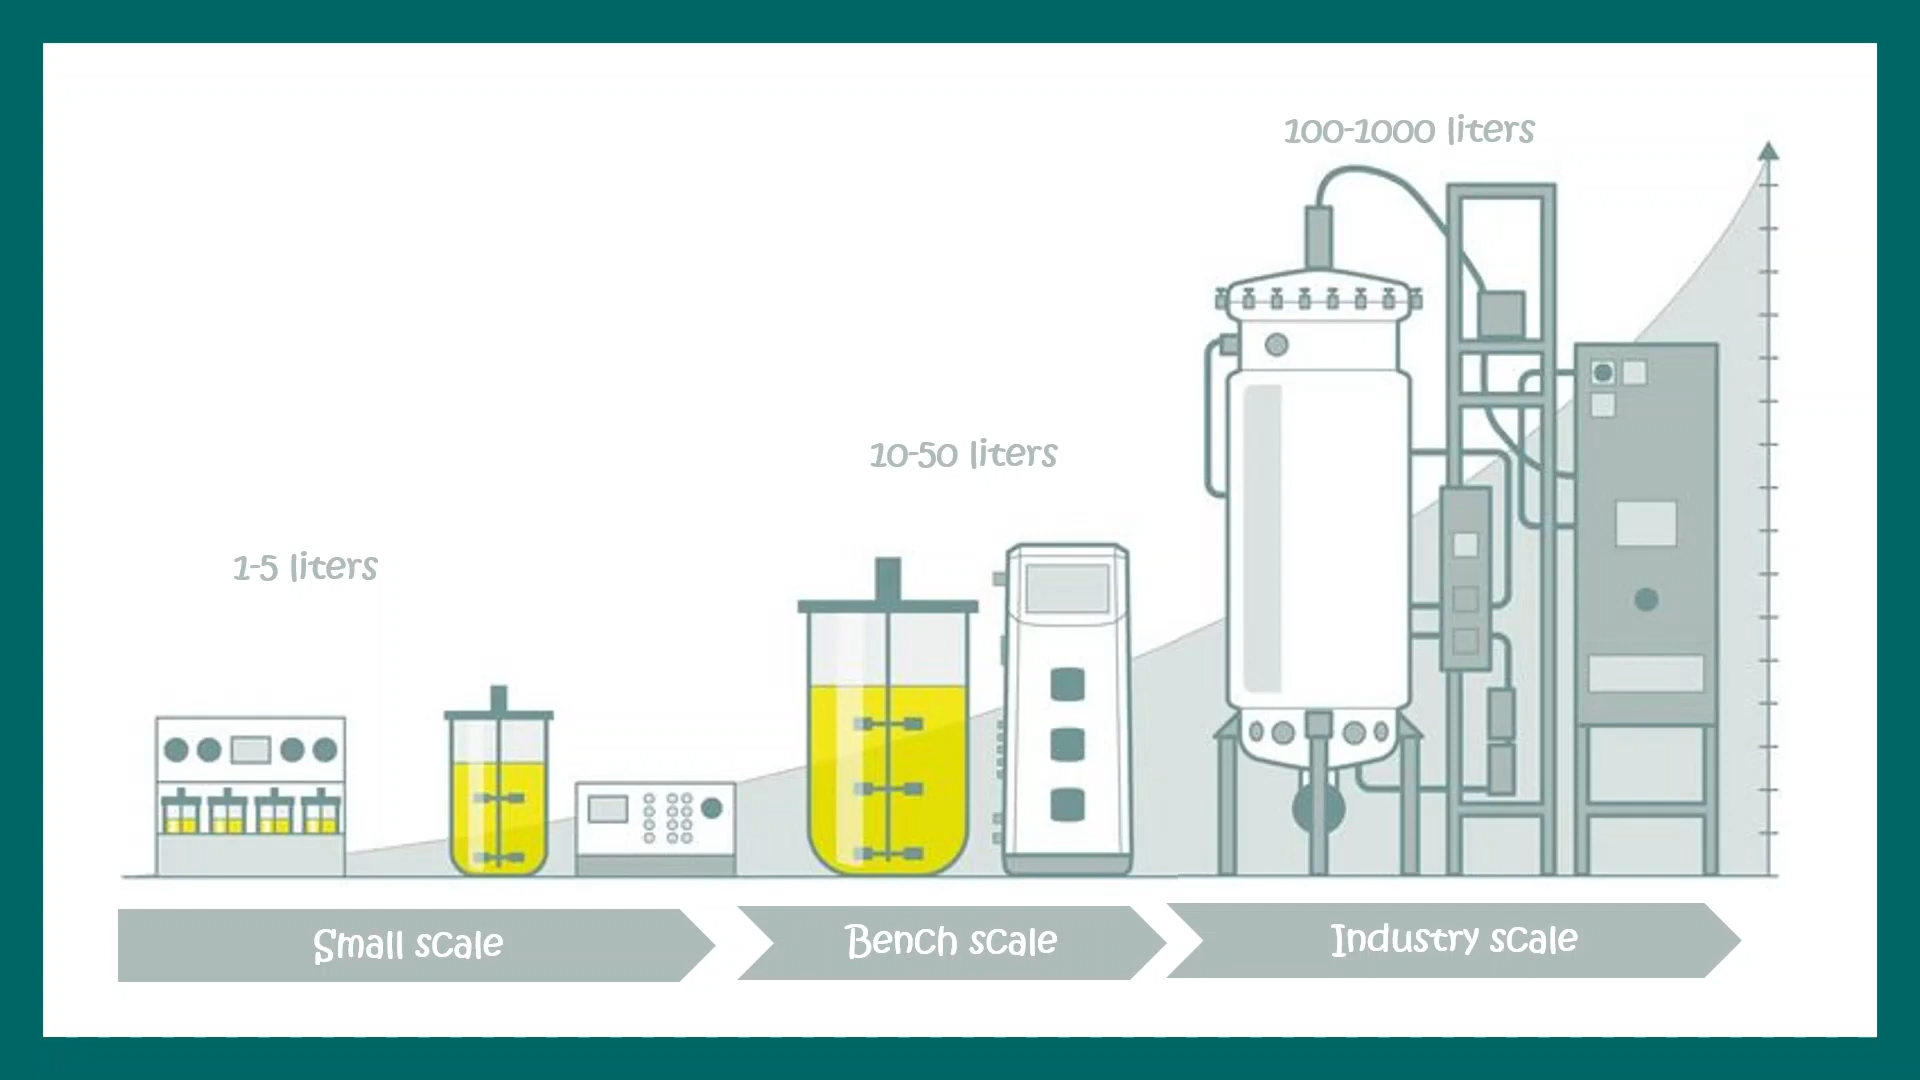 100-1000 liters
10-50 liters
1-5 liters
Small scale
Bench scale
Industry scale